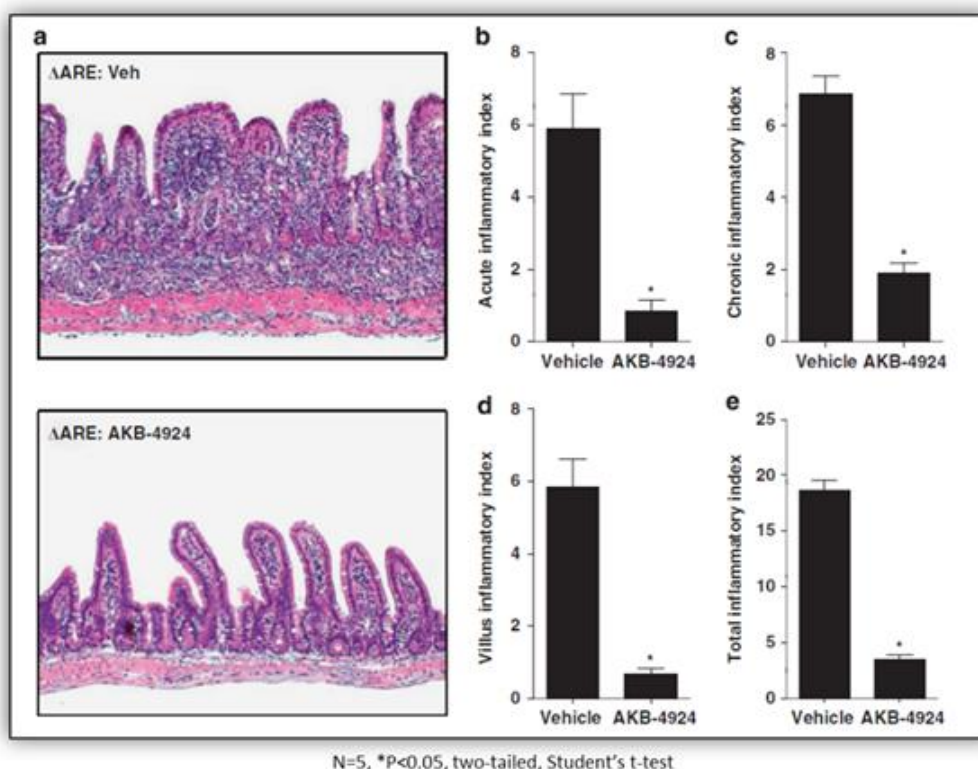 a
ΔARE: Veh
ΔARE: AKB-4924
b
Acute inflammatory index
8
6
4
2
0
*
Vehicle AKB-4924
c
Chronic inflammatory index
8
6
4
2
0
*
Vehicle AKB-4924
d
Villus inflammatory index
8
6
4
2
0
*
Vehicle AKB-4924
e
Total inflammatory index
25
20
15
10
5
0
*
Vehicle AKB-4924
N=5, *P<0.05, two-tailed, Student's t-test